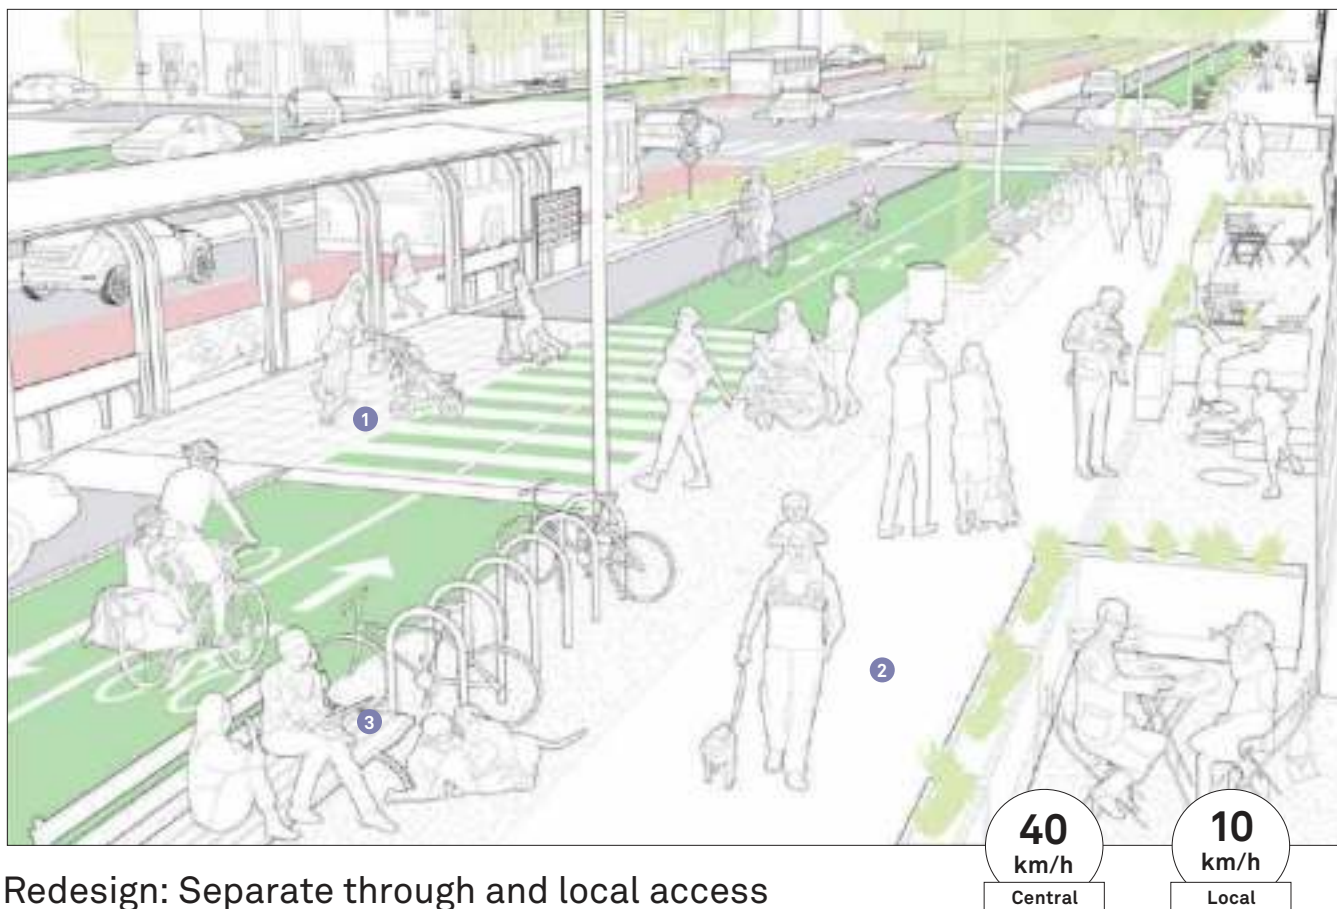 1
2
3
40
km/h
Central
10
km/h
Local
Redesign: Separate through and local access